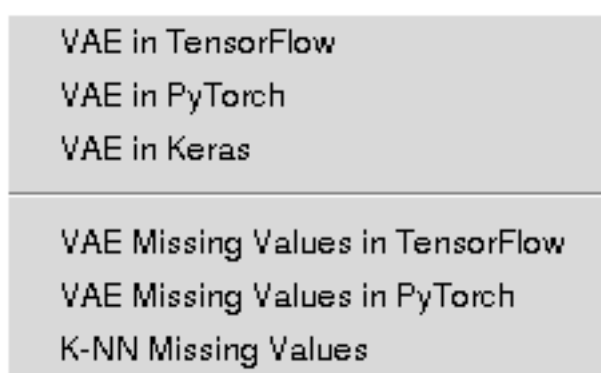 VAE in TensorFlow
VAE in PyTorch
VAE in Keras
VAE Missing Values in TensorFlow
VAE Missing Values in PyTorch
K-NN Missing Values